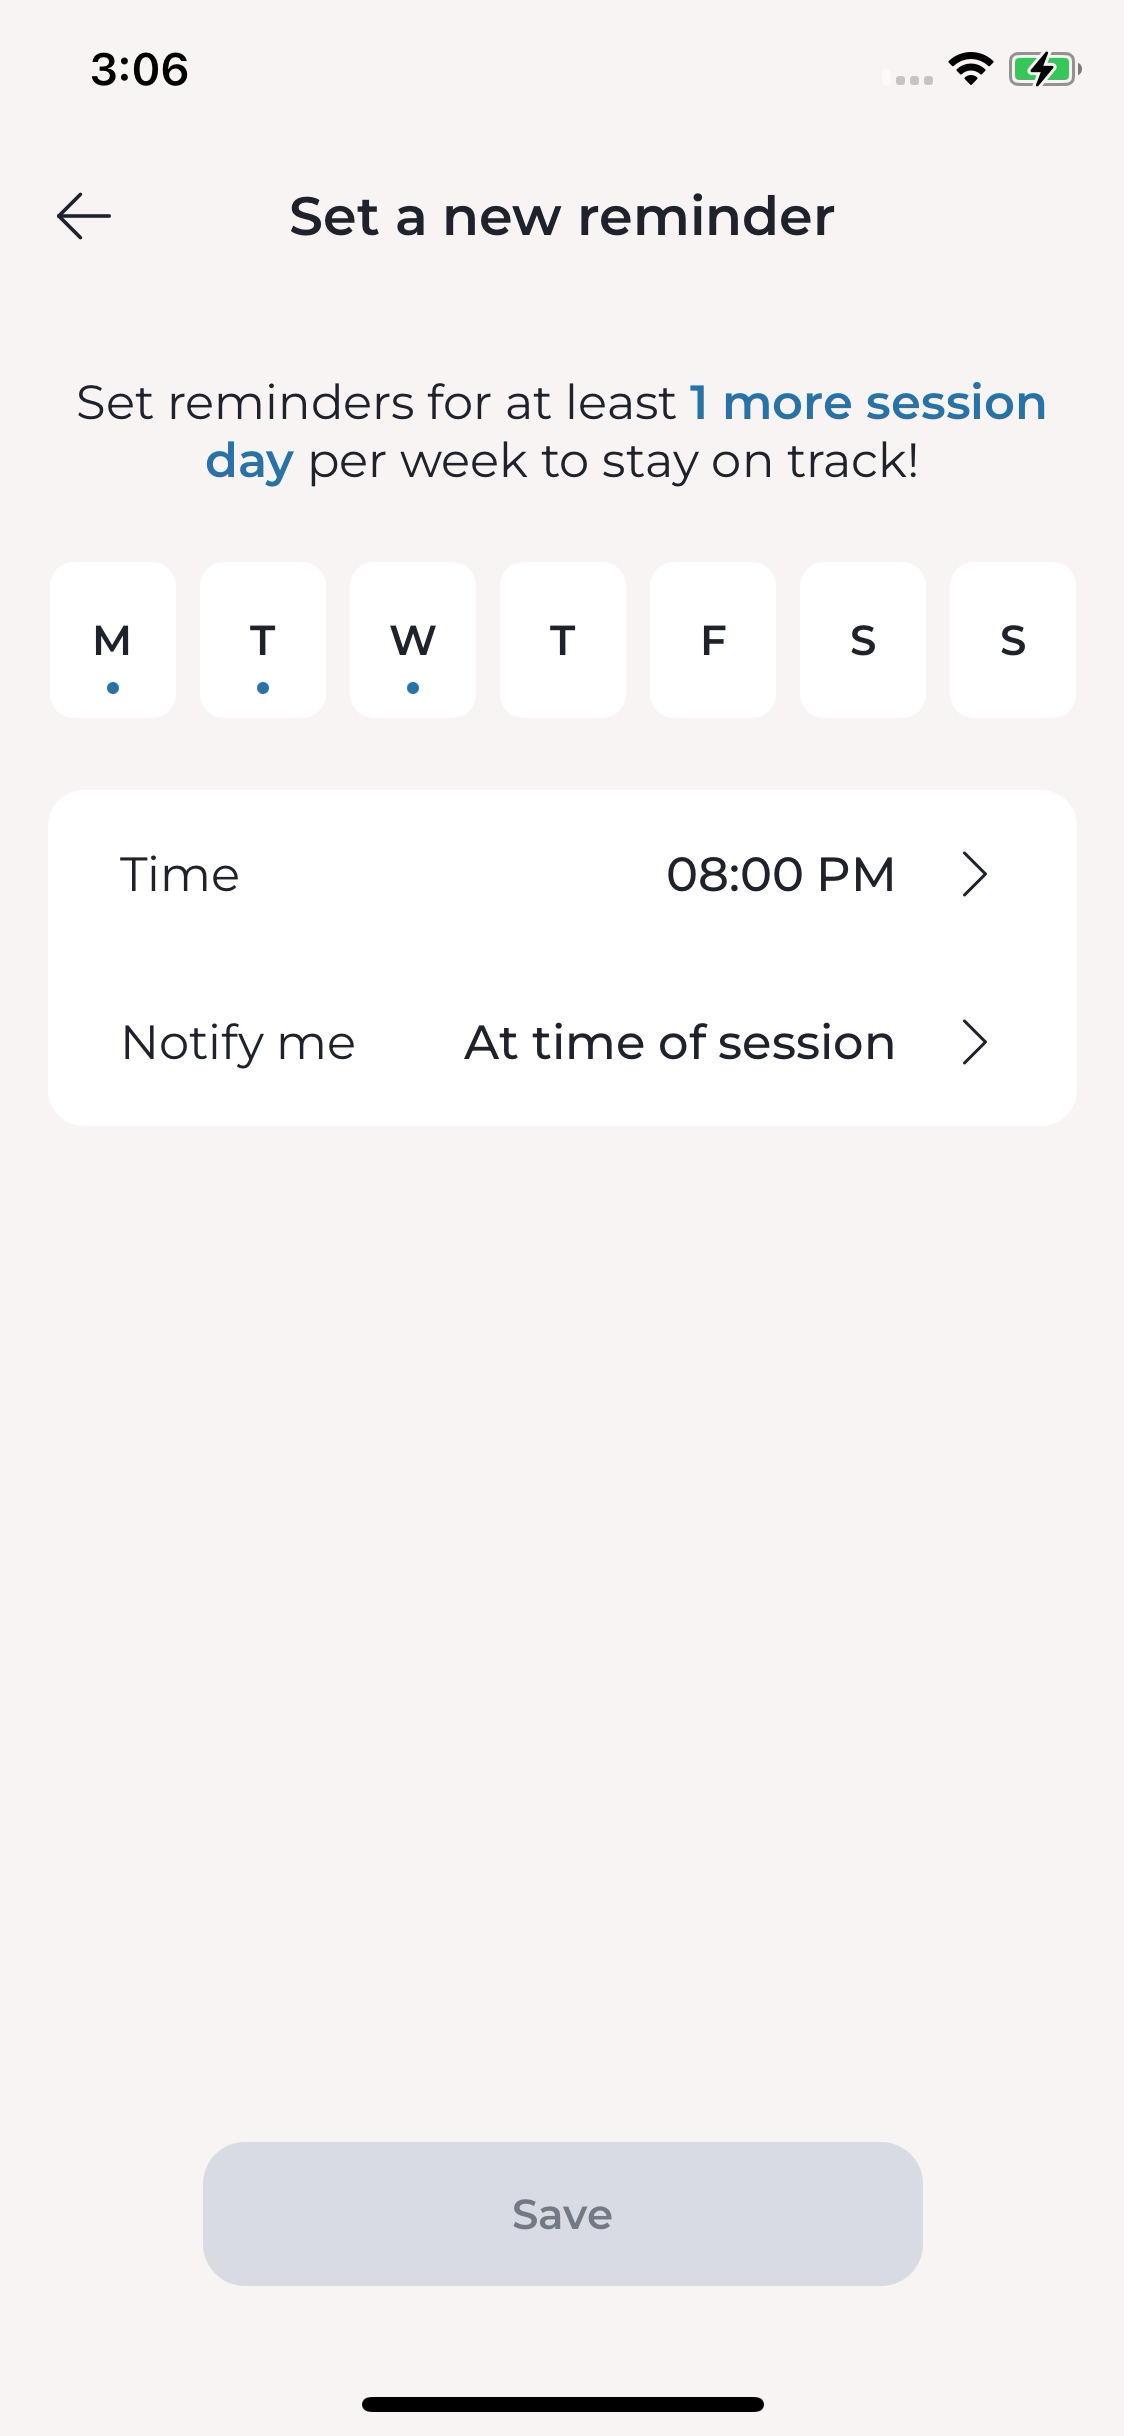 3:06
Set a new reminder
Set reminders for at least 1 more session
day per week to stay on track!
M T W T F S S
Time 08:00 PM
Notify me At time of session
Save